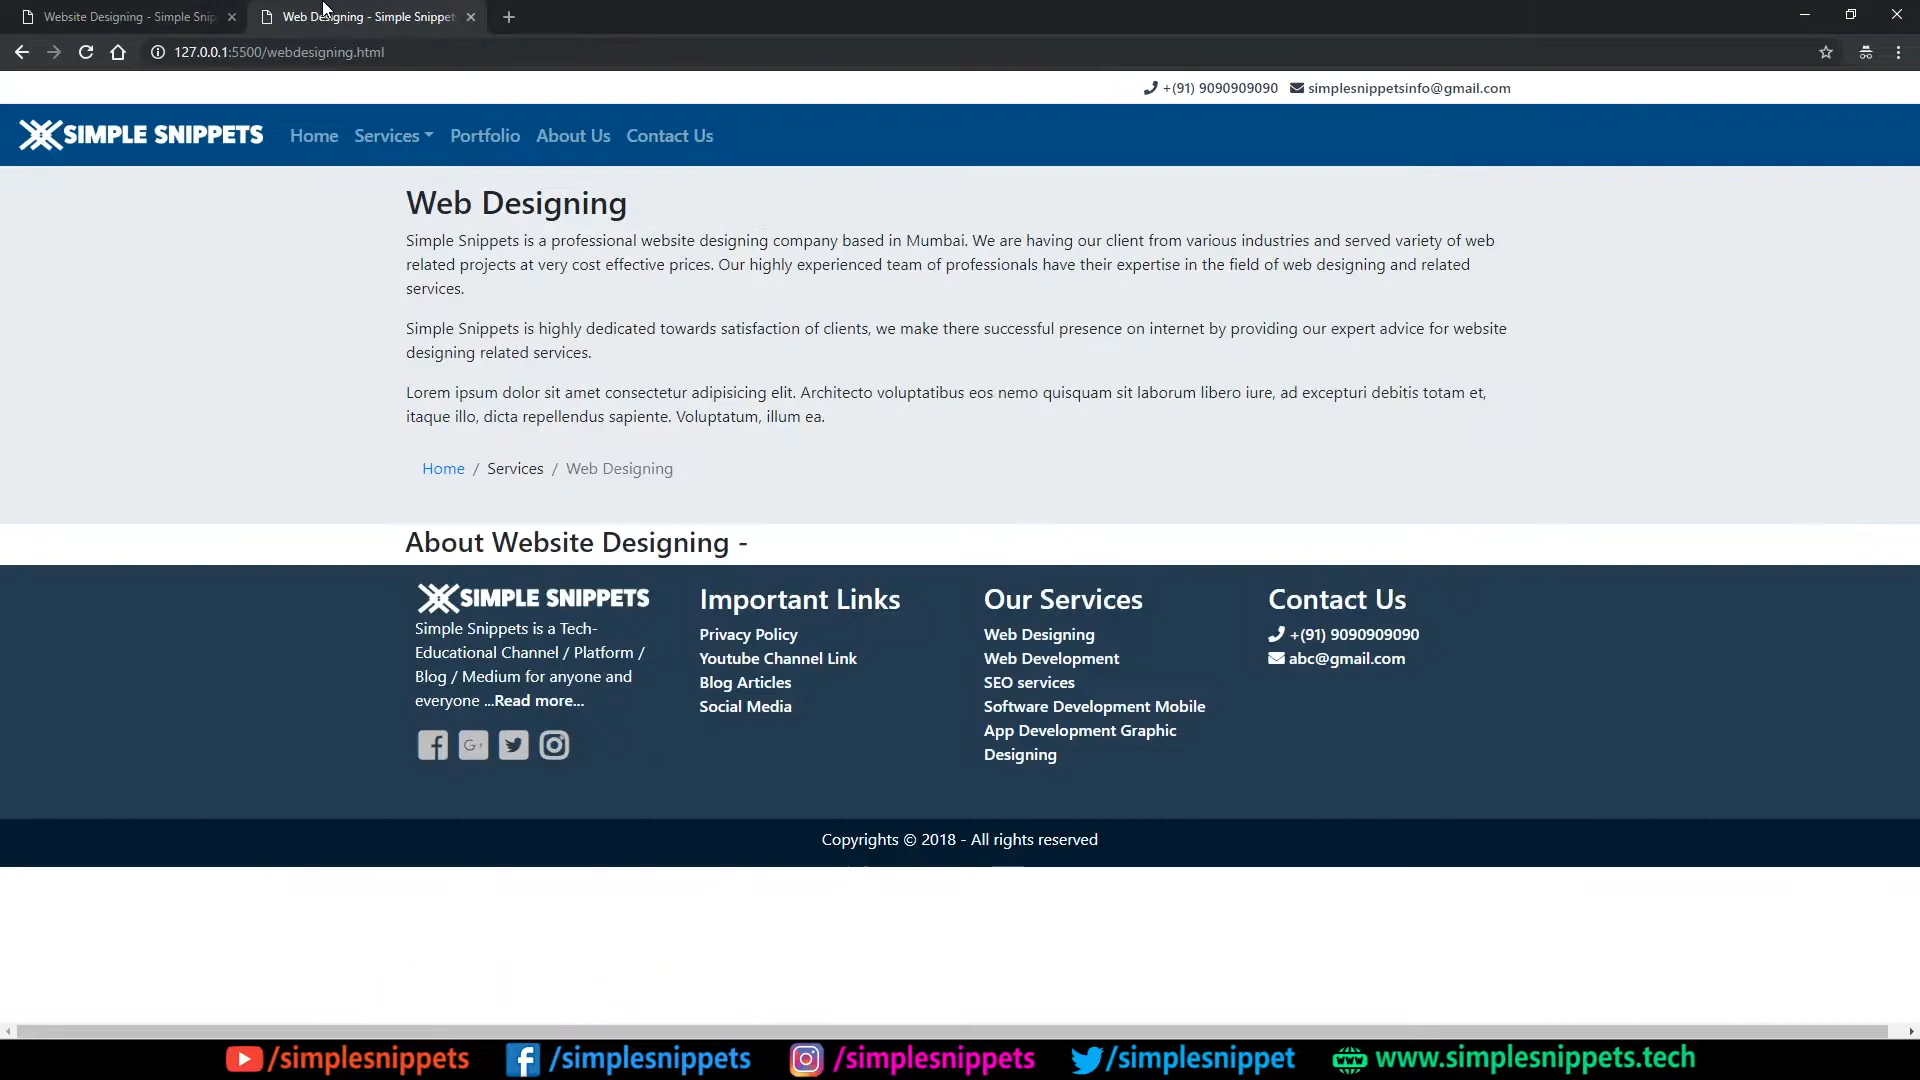 Website Designing - Simple Snip
Web Designing - Simple Snippet
127.0.0.1:5500/webdesigning.html
+(91) 9090909090 simplesnippetsinfo@gmail.com
SIMPLE SNIPPETS Home Services Portfolio About Us Contact Us
Web Designing
Simple Snippets is a professional website designing company based in Mumbai. We are having our client from various industries and served variety of web
related projects at very cost effective prices. Our highly experienced team of professionals have their expertise in the field of web designing and related
services.
Simple Snippets is highly dedicated towards satisfaction of clients, we make there successful presence on internet by providing our expert advice for website
designing related services.
Lorem ipsum dolor sit amet consectetur adipisicing elit. Architecto voluptatibus eos nemo quisquam sit laborum libero iure, ad excepturi debitis totam et,
itaque illo, dicta repellendus sapiente. Voluptatum, illum ea.
Home / Services / Web Designing
About Website Designing -
SIMPLE SNIPPETS
Simple Snippets is a Tech-
Educational Channel / Platform /
Blog / Medium for anyone and
everyone ...Read more...
G+
Important Links
Privacy Policy
Youtube Channel Link
Blog Articles
Social Media
Our Services
Web Designing
Web Development
SEO services
Software Development Mobile
App Development Graphic
Designing
Contact Us
+(91) 9090909090
abc@gmail.com
Copyrights © 2018 - All rights reserved
/simplesnippets /simplesnippets /simplesnippets /simplesnippet www.simplesnippets.tech